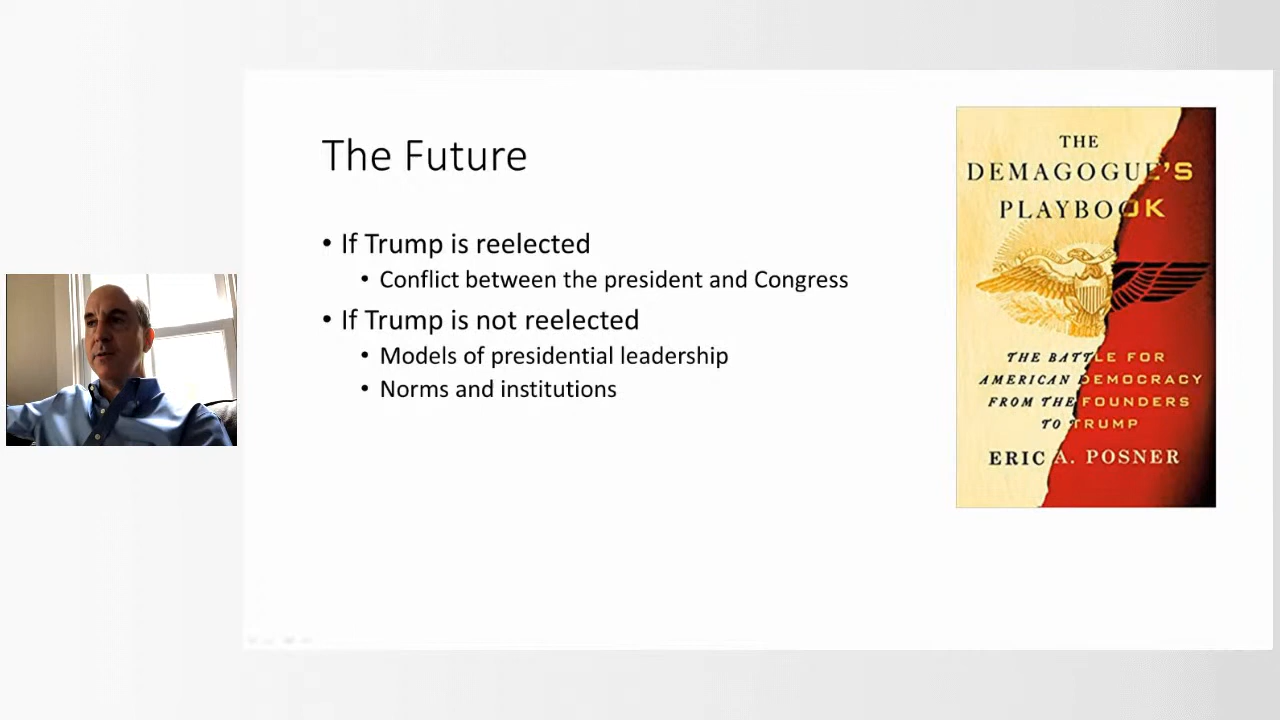 The Future
• If Trump is reelected
• Conflict between the president and Congress
• If Trump is not reelected
• Models of presidential leadership
• Norms and institutions
THE
DEMAGOGUE'S
PLAYBOOK
THE BATTLE FOR
AMERICAN DEMOCRACY
FROM THE FOUNDERS
TO TRUMP
ERIC A. POSNER